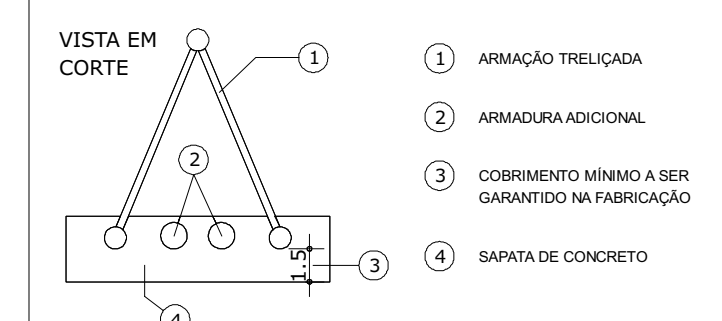 VISTA EM
CORTE
1
2
1.5
3
4
1 ARMAÇÃO TRELIÇADA
2 ARMADURA ADICIONAL
3 COBRIMENTO MÍNIMO A SER
GARANTIDO NA FABRICAÇÃO
4 SAPATA DE CONCRETO